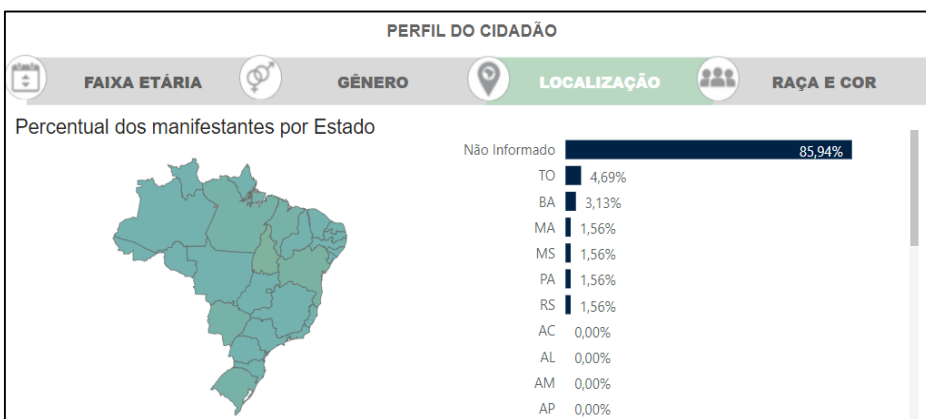 PERFIL DO CIDADÃO
FAIXA ETÁRIA GÊNERO LOCALIZAÇÃO RAÇA E COR
Percentual dos manifestantes por Estado
Não Informado 85,94%
TO 4,69%
BA 3,13%
MA 1,56%
MS 1,56%
PA 1,56%
RS 1,56%
AC 0,00%
AL 0,00%
AM 0,00%
AP 0,00%